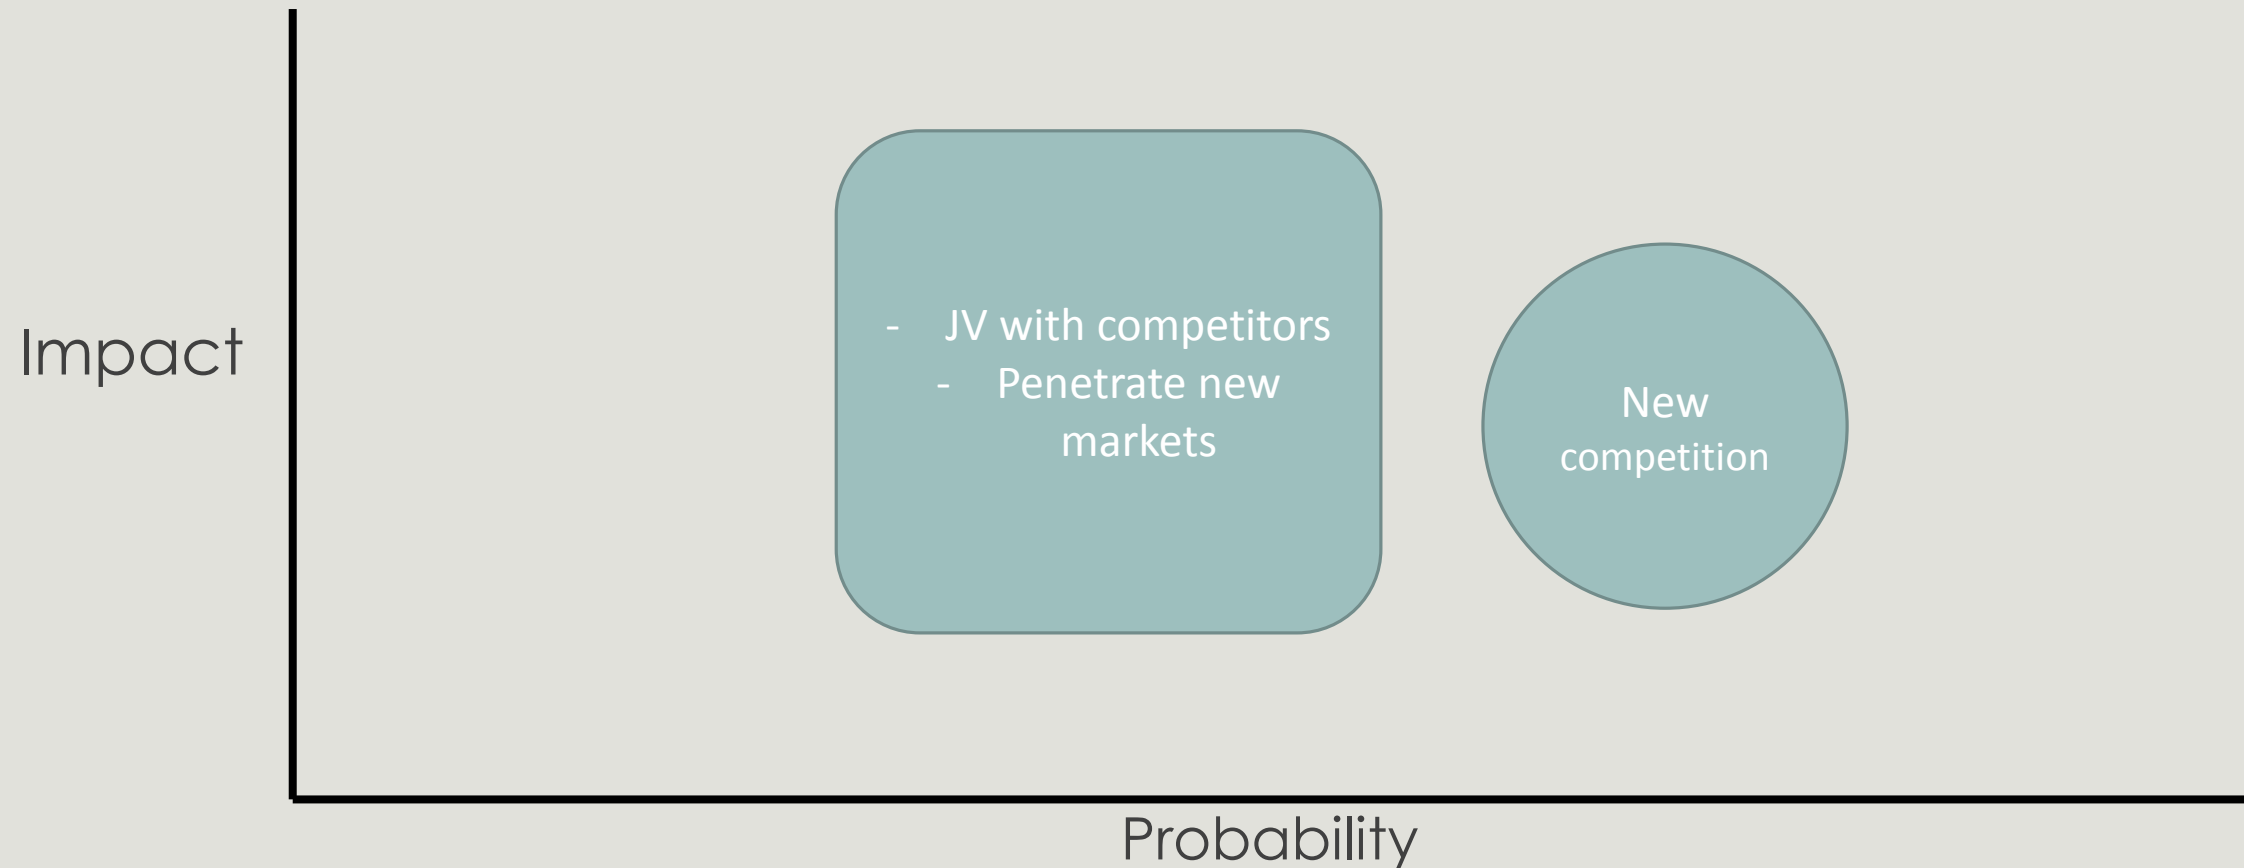 Impact
- JV with competitors
- Penetrate new
markets
New
competition
Probability